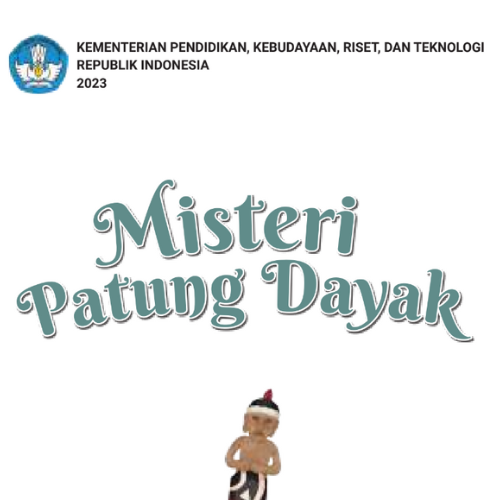 KEMENTERIAN PENDIDIKAN, KEBUDAYAAN, RISET, DAN TEKNOLOGI
REPUBLIK INDONESIA
2023
Misteri
Patung Dayak